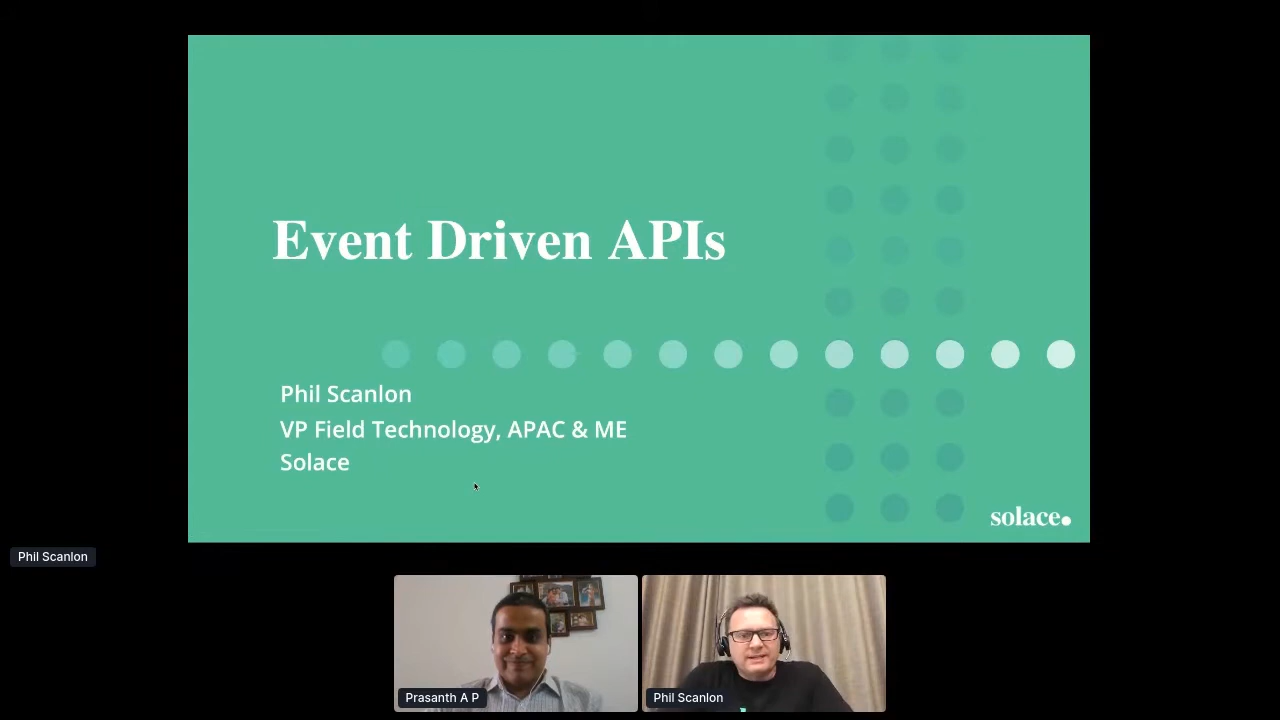 Event Driven APIs
Phil Scanlon
VP Field Technology, APAC & ME
Solace
solace.
Phil Scanlon
Prasanth A P
Phil Scanlon